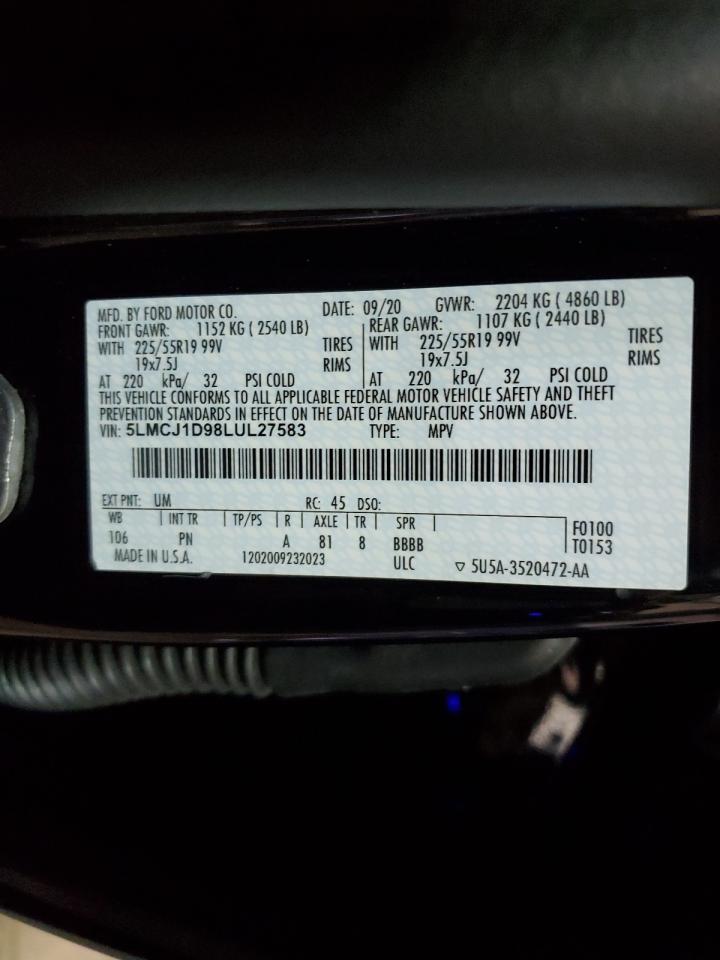 MFD. BY FORD MOTOR CO. DATE: 09/20 GVWR: 2204 KG ( 4860 LB)
FRONT GAWR: 1152 KG ( 2540 LB) REAR GAWR: 1107 KG ( 2440 LB)
WITH 225/55R19 99V TIRES WITH 225/55R19 99V TIRES
19x7.5J RIMS 19x7.5J RIMS
AT 220 kPa/ 32 PSI COLD AT 220 kPa/ 32 PSI COLD
THIS VEHICLE CONFORMS TO ALL APPLICABLE FEDERAL MOTOR VEHICLE SAFETY AND THEFT
PREVENTION STANDARDS IN EFFECT ON THE DATE OF MANUFACTURE SHOWN ABOVE.
VIN: 5LMCJ1D98LUL27583 TYPE: MPV
EXT PNT: UM RC: 45 DSO:
WB INT TR TP/PS R AXLE TR SPR F0100
106 PN A 81 8 BBBB T0153
MADE IN U.S.A. 1202009232023 ULC ▽ 5U5A-3520472-AA